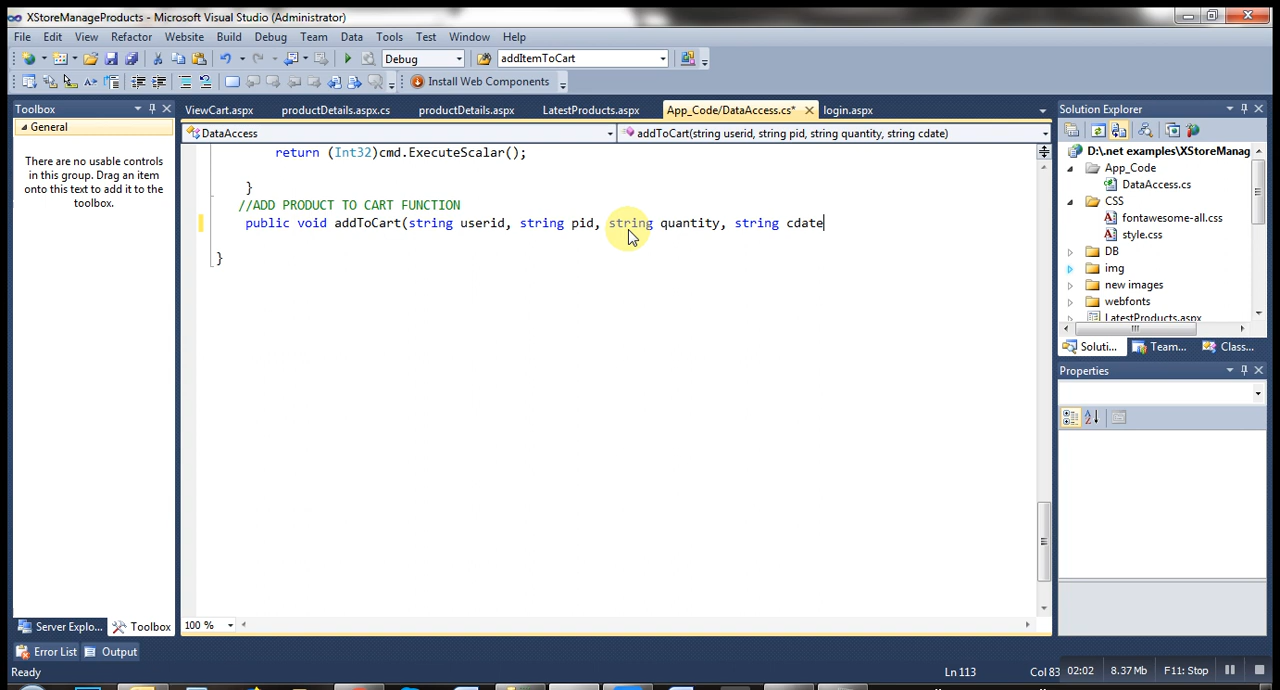 XStoreManageProducts - Microsoft Visual Studio (Administrator)
File Edit View Refactor Website Build Debug Team Data Tools Test Window Help
Debug addItemToCart
Install Web Components
Toolbox
General
There are no usable controls
in this group. Drag an item
onto this text to add it to the
toolbox.
Server Explo... Toolbox
ViewCart.aspx productDetails.aspx.cs productDetails.aspx LatestProducts.aspx App_Code/DataAccess.cs* login.aspx
DataAccess addToCart(string userid, string pid, string quantity, string cdate)
return (Int32)cmd.ExecuteScalar();
}
//ADD PRODUCT TO CART FUNCTION
public void addToCart(string userid, string pid, string quantity, string cdate
}
100 %
Solution Explorer
D:\.net examples\XStoreManag
App_Code
DataAccess.cs
CSS
fontawesome-all.css
style.css
DB
img
new images
webfonts
LatestProducts.aspx
Soluti... Team... Class...
Properties
Error List Output
Ready Ln 113 Col 83 02:02 8.37Mb F11: Stop